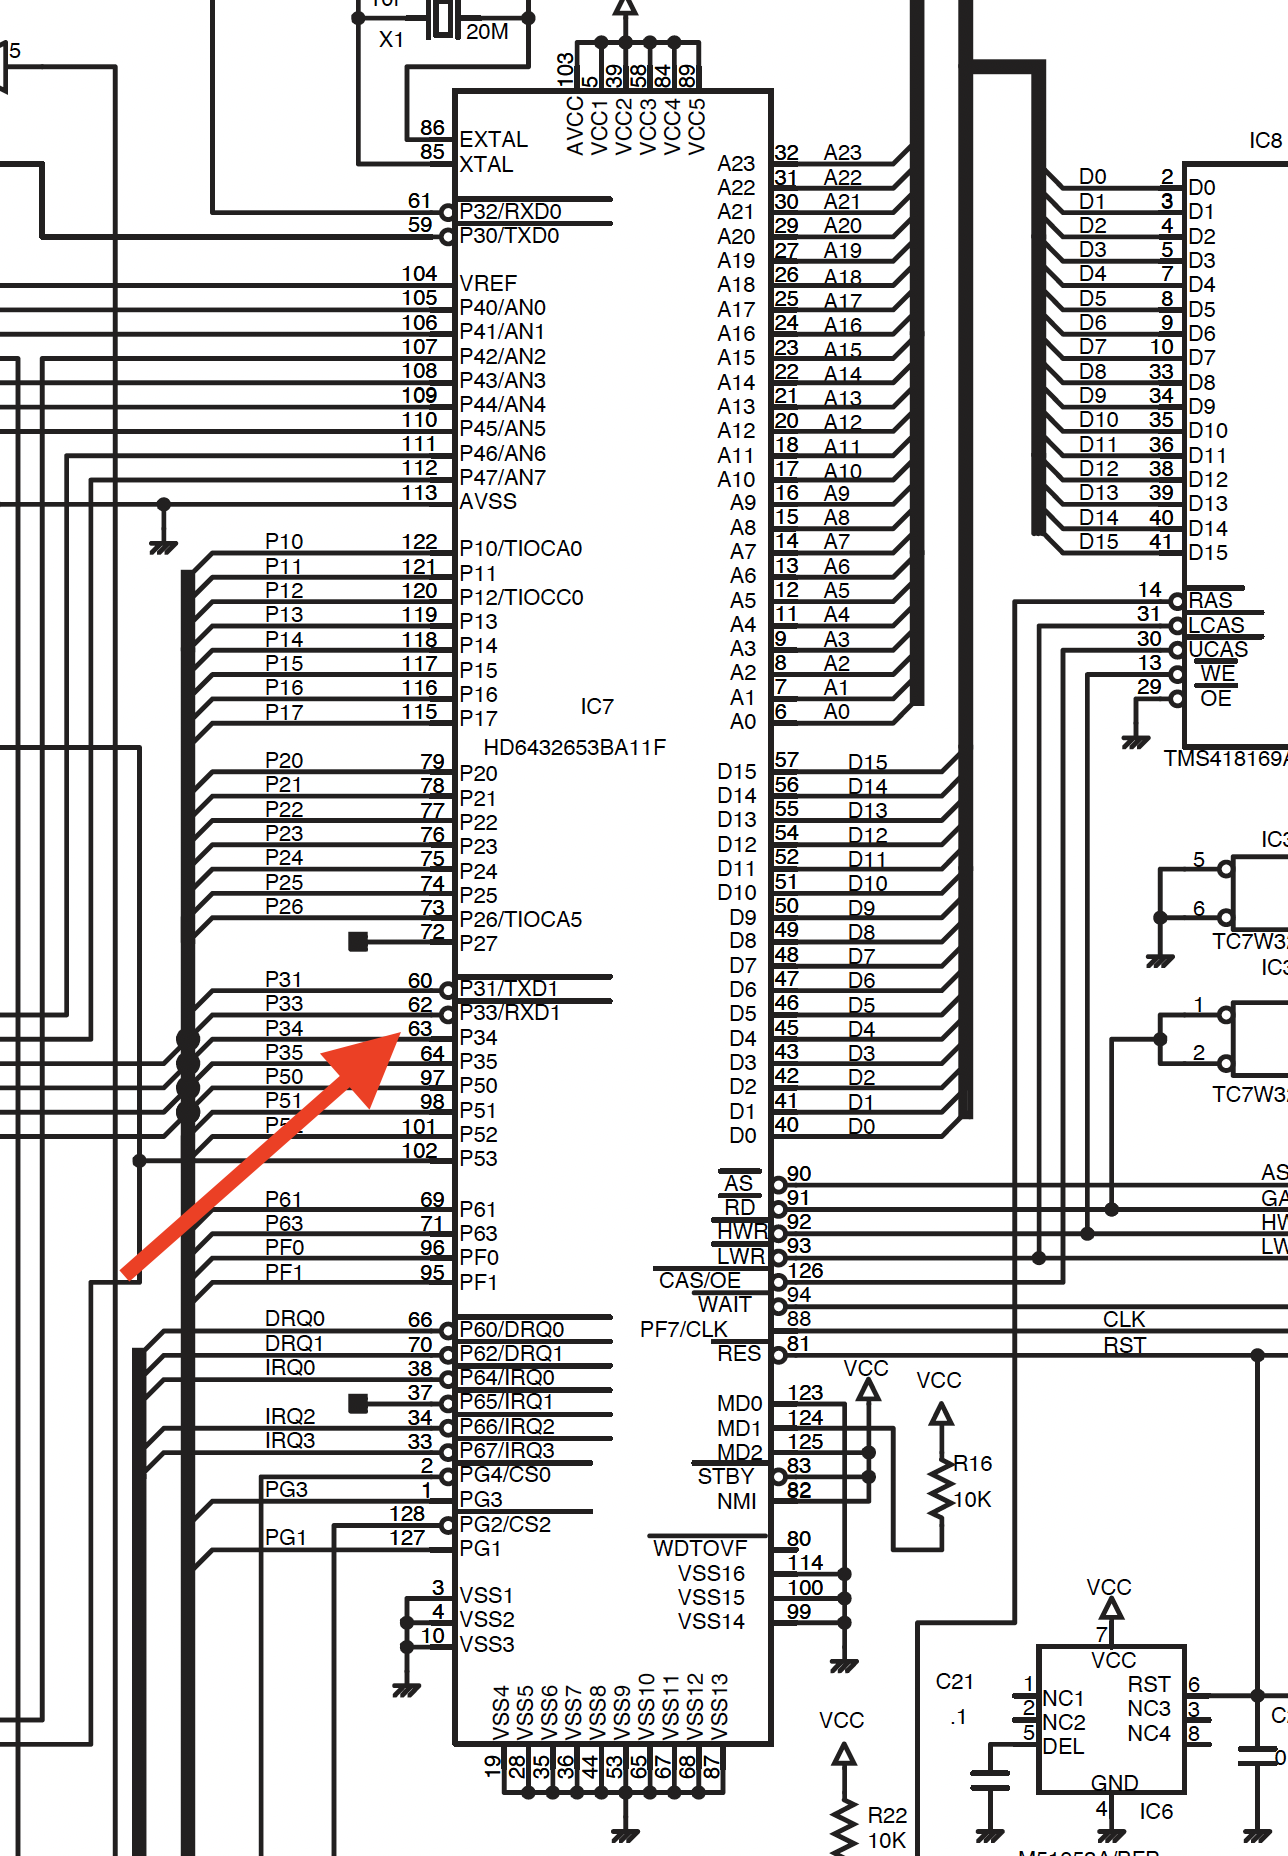 5
X1
20M
103
5
39
58
84
89
AVCC
VCC1
VCC2
VCC3
VCC4
VCC5
86 EXTAL
85 XTAL
61 P32/RXD0
59 P30/TXD0
104 VREF
105 P40/AN0
106 P41/AN1
107 P42/AN2
108 P43/AN3
109 P44/AN4
110 P45/AN5
111 P46/AN6
112 P47/AN7
113 AVSS
P10 122 P10/TIOCA0
P11 121 P11
P12 120 P12/TIOCC0
P13 119 P13
P14 118 P14
P15 117 P15
P16 116 P16
P17 115 P17
IC7
HD6432653BA11F
P20 79 P20
P21 78 P21
P22 77 P22
P23 76 P23
P24 75 P24
P25 74 P25
P26 73 P26/TIOCA5
72 P27
P31 60 P31/TXD1
P33 62 P33/RXD1
P34 63 P34
P35 64 P35
P50 97 P50
P51 98 P51
101 P52
102 P53
P61 69 P61
P63 71 P63
PF0 96 PF0
PF1 95 PF1
DRQ0 66 P60/DRQ0
DRQ1 70 P62/DRQ1
IRQ0 38 P64/IRQ0
37 P65/IRQ1
IRQ2 34 P66/IRQ2
IRQ3 33 P67/IRQ3
2 PG4/CS0
PG3 1 PG3
128 PG2/CS2
PG1 127 PG1
3 VSS1
4 VSS2
10 VSS3
VSS4
VSS5
VSS6
VSS7
VSS8
VSS9
VSS10
VSS11
VSS12
VSS13
19
28
35
36
44
53
65
67
68
87
A23 32 A23
A22 31 A22
A21 30 A21
A20 29 A20
A19 27 A19
A18 26 A18
A17 25 A17
A16 24 A16
A15 23 A15
A14 22 A14
A13 21 A13
A12 20 A12
A11 18 A11
A10 17 A10
A9 16 A9
A8 15 A8
A7 14 A7
A6 13 A6
A5 12 A5
A4 11 A4
A3 9 A3
A2 8 A2
A1 7 A1
A0 6 A0
D15 57 D15
D14 56 D14
D13 55 D13
D12 54 D12
D11 52 D11
D10 51 D10
D9 50 D9
D8 49 D8
D7 48 D7
D6 47 D6
D5 46 D5
D4 45 D4
D3 43 D3
D2 42 D2
D1 41 D1
D0 40 D0
AS 90
RD 91
HWR 92
LWR 93
CAS/OE 126
WAIT 94
PF7/CLK 88 CLK
RES 81 RST
VCC
VCC
MD0 123
MD1 124
MD2 125
STBY 83
NMI 82
R16
10K
WDTOVF 80
VSS16 114
VSS15 100
VSS14 99
IC8
D0 2 D0
D1 3 D1
D2 4 D2
D3 5 D3
D4 7 D4
D5 8 D5
D6 9 D6
D7 10 D7
D8 33 D8
D9 34 D9
D10 35 D10
D11 36 D11
D12 38 D12
D13 39 D13
D14 40 D14
D15 41 D15
14 RAS
31 LCAS
30 UCAS
13 WE
29 OE
TMS418169A
5
6
1
2
VCC
7
VCC
C21
.1
1 NC1
2 NC2
5 DEL
RST 6
NC3 3
NC4 8
GND
4
IC6
VCC
R22
10K